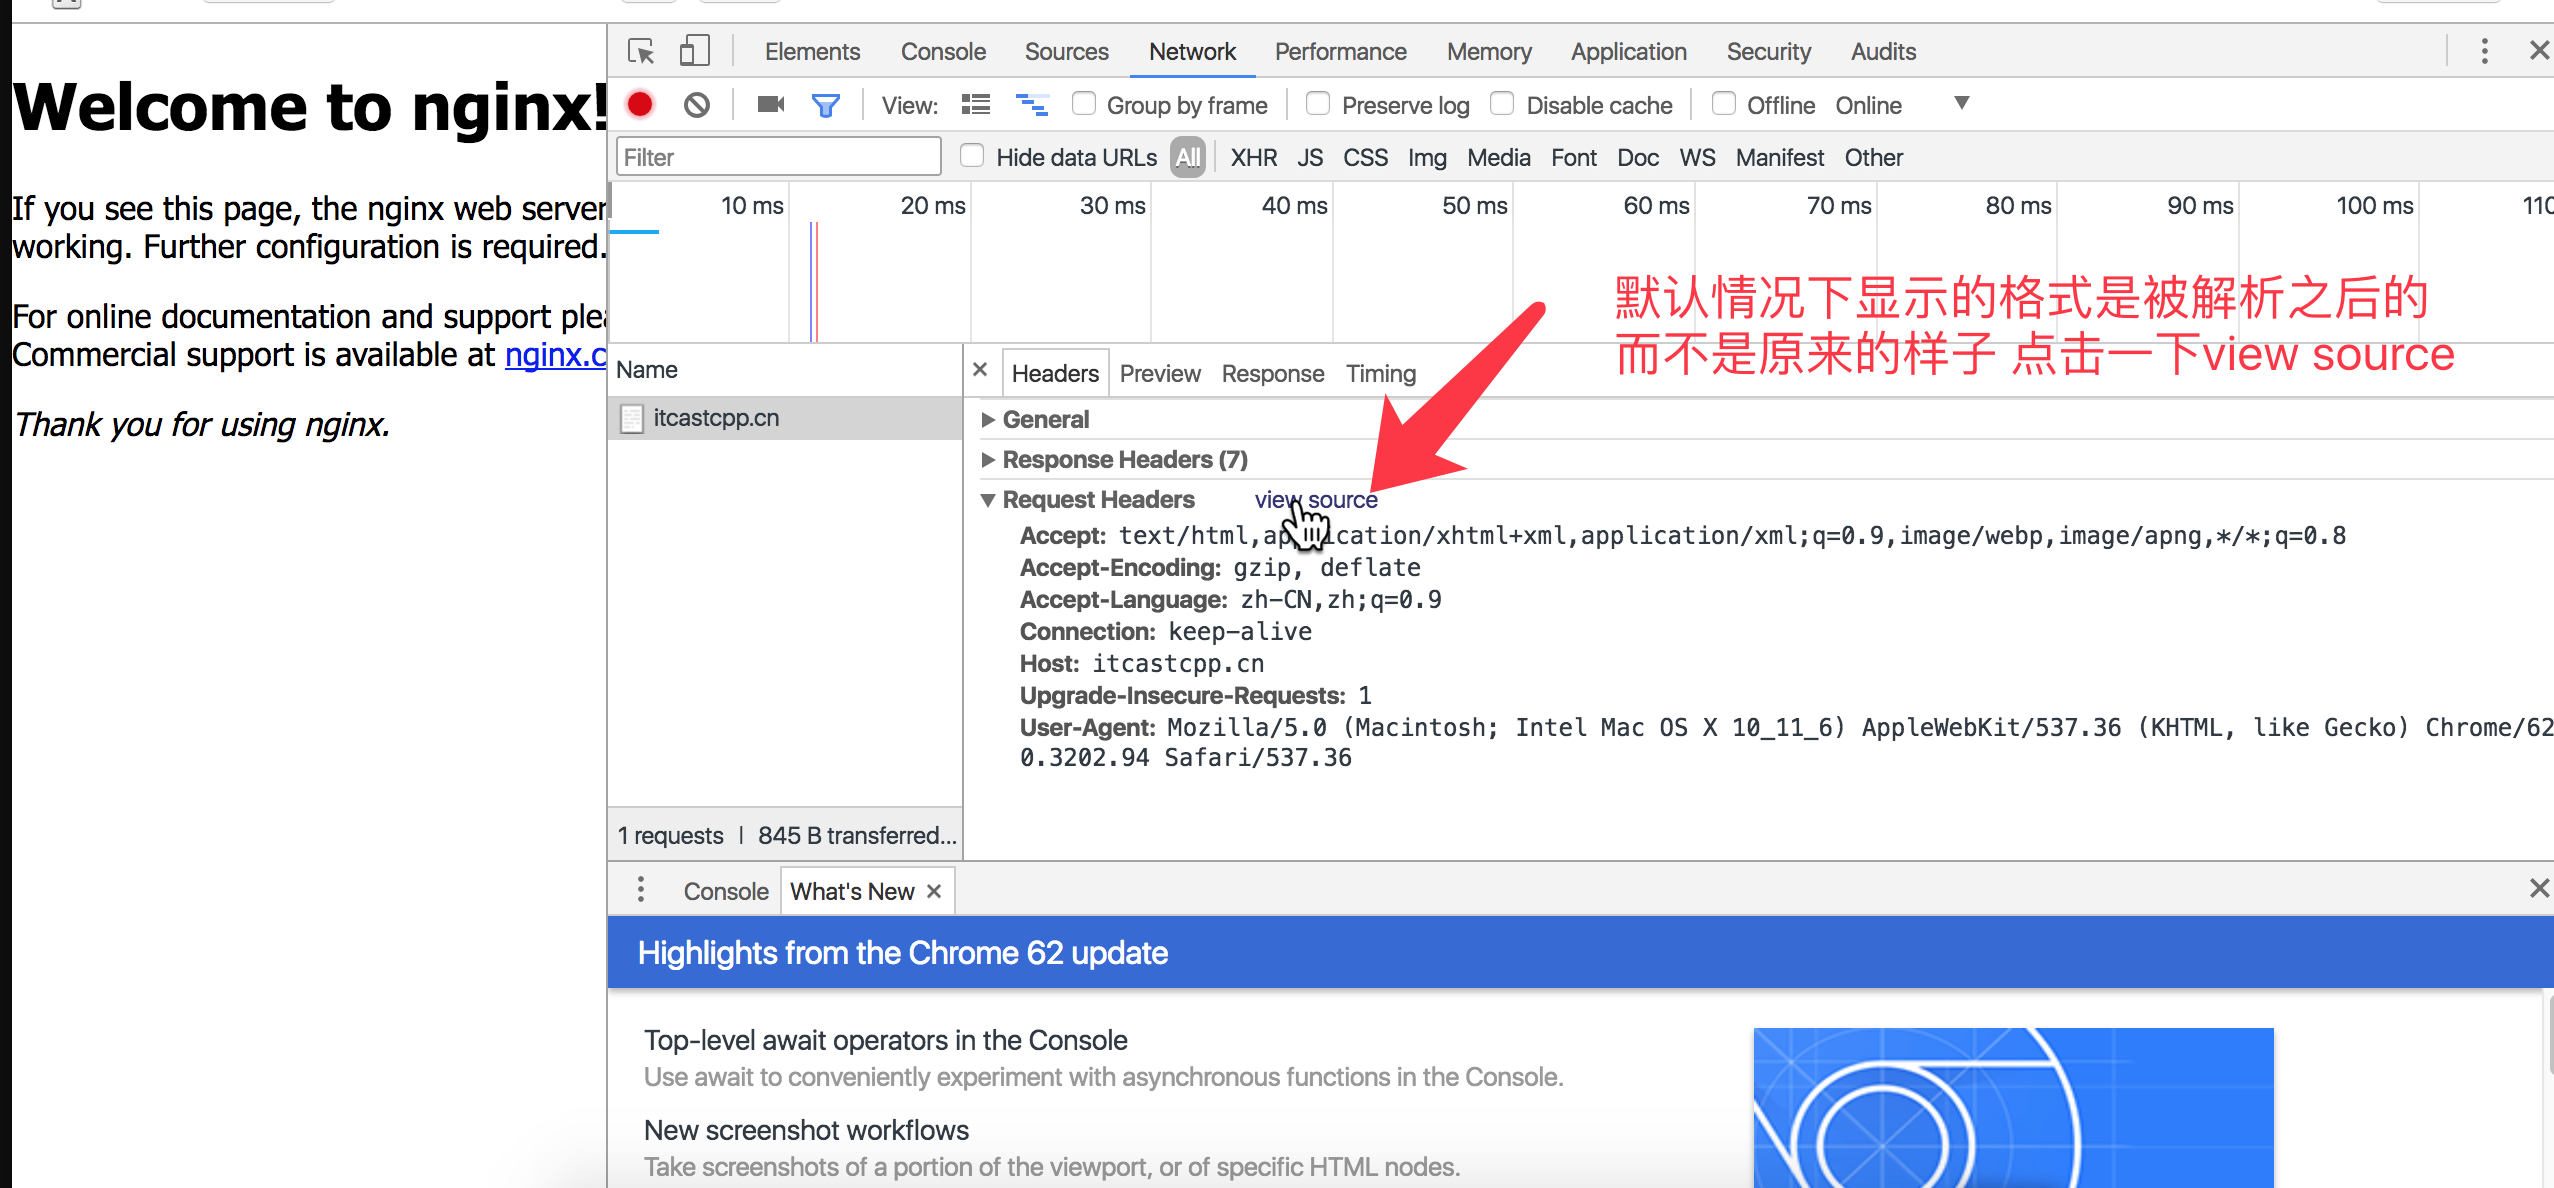 Welcome to nginx!
If you see this page, the nginx web server
working. Further configuration is required.
For online documentation and support plea
Commercial support is available at nginx.c
Thank you for using nginx.
Elements Console Sources Network Performance Memory Application Security Audits
View: Group by frame Preserve log Disable cache Offline Online
Filter Hide data URLs All XHR JS CSS Img Media Font Doc WS Manifest Other
10 ms 20 ms 30 ms 40 ms 50 ms 60 ms 70 ms 80 ms 90 ms 100 ms 110
默认情况下显示的格式是被解析之后的
而不是原来的样子 点击一下view source
Name
itcastcpp.cn
1 requests | 845 B transferred...
× Headers Preview Response Timing
General
Response Headers (7)
Request Headers view source
Accept: text/html,application/xhtml+xml,application/xml;q=0.9,image/webp,image/apng,*/*;q=0.8
Accept-Encoding: gzip, deflate
Accept-Language: zh-CN,zh;q=0.9
Connection: keep-alive
Host: itcastcpp.cn
Upgrade-Insecure-Requests: 1
User-Agent: Mozilla/5.0 (Macintosh; Intel Mac OS X 10_11_6) AppleWebKit/537.36 (KHTML, like Gecko) Chrome/62
0.3202.94 Safari/537.36
Console What's New ×
Highlights from the Chrome 62 update
Top-level await operators in the Console
Use await to conveniently experiment with asynchronous functions in the Console.
New screenshot workflows
Take screenshots of a portion of the viewport, or of specific HTML nodes.